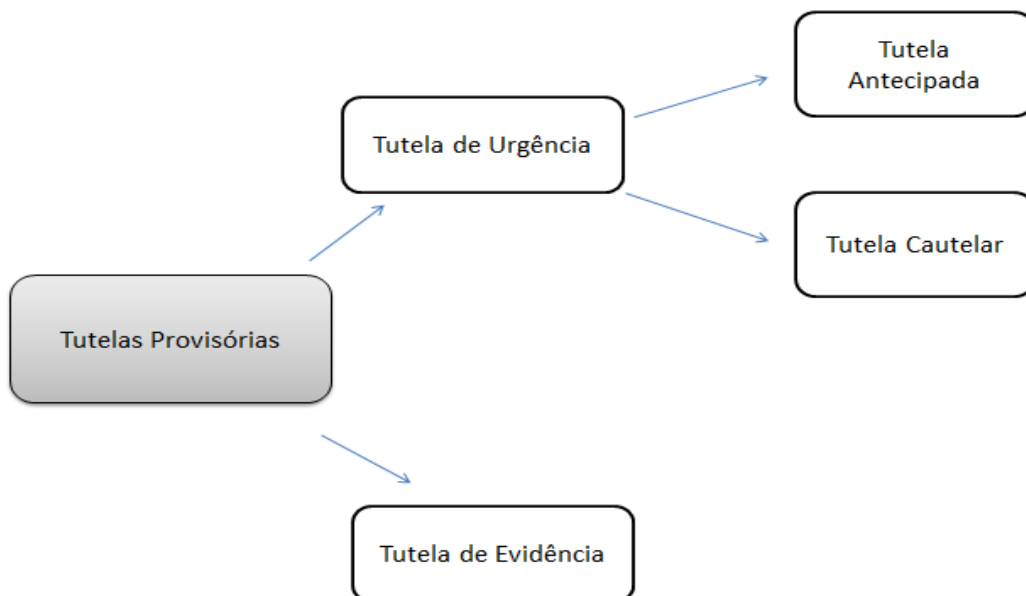 Tutela
Antecipada
Tutela de Urgência
Tutela Cautelar
Tutelas Provisórias
Tutela de Evidência